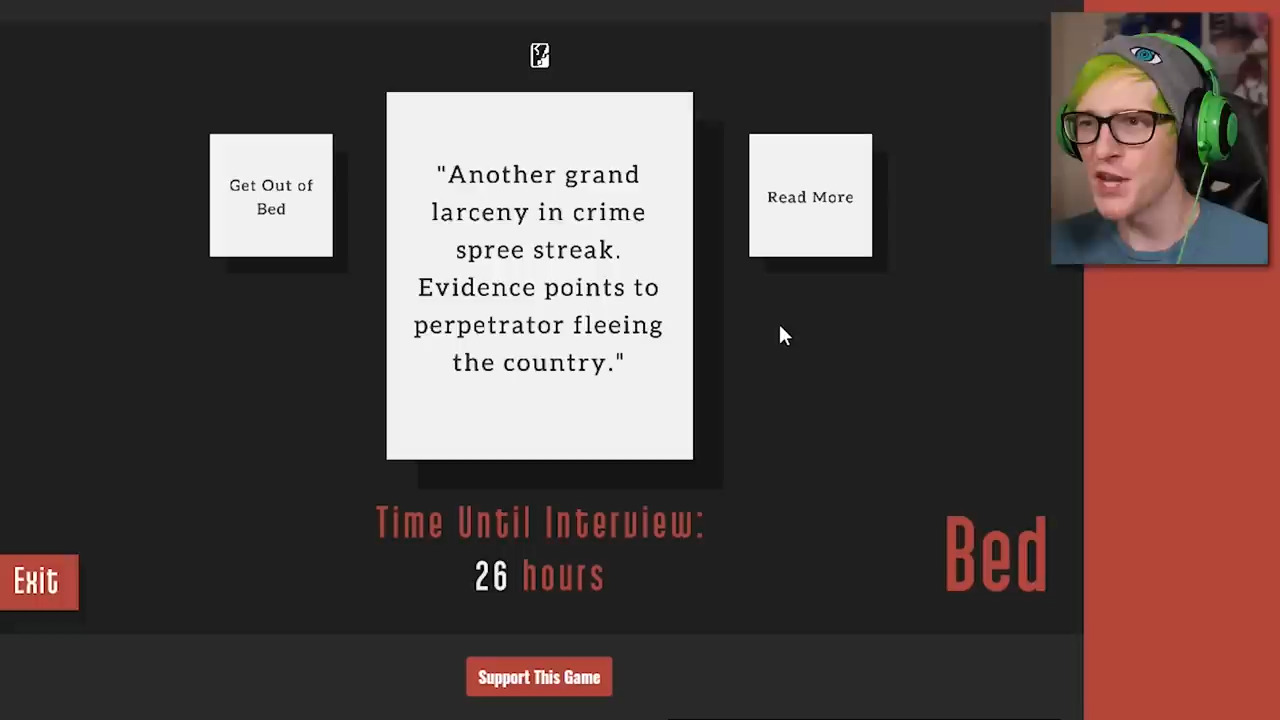 Get Out of
Bed
"Another grand
larceny in crime
spree streak.
Evidence points to
perpetrator fleeing
the country."
Read More
Time Until Interview:
26 hours
Bed
Exit
Support This Game